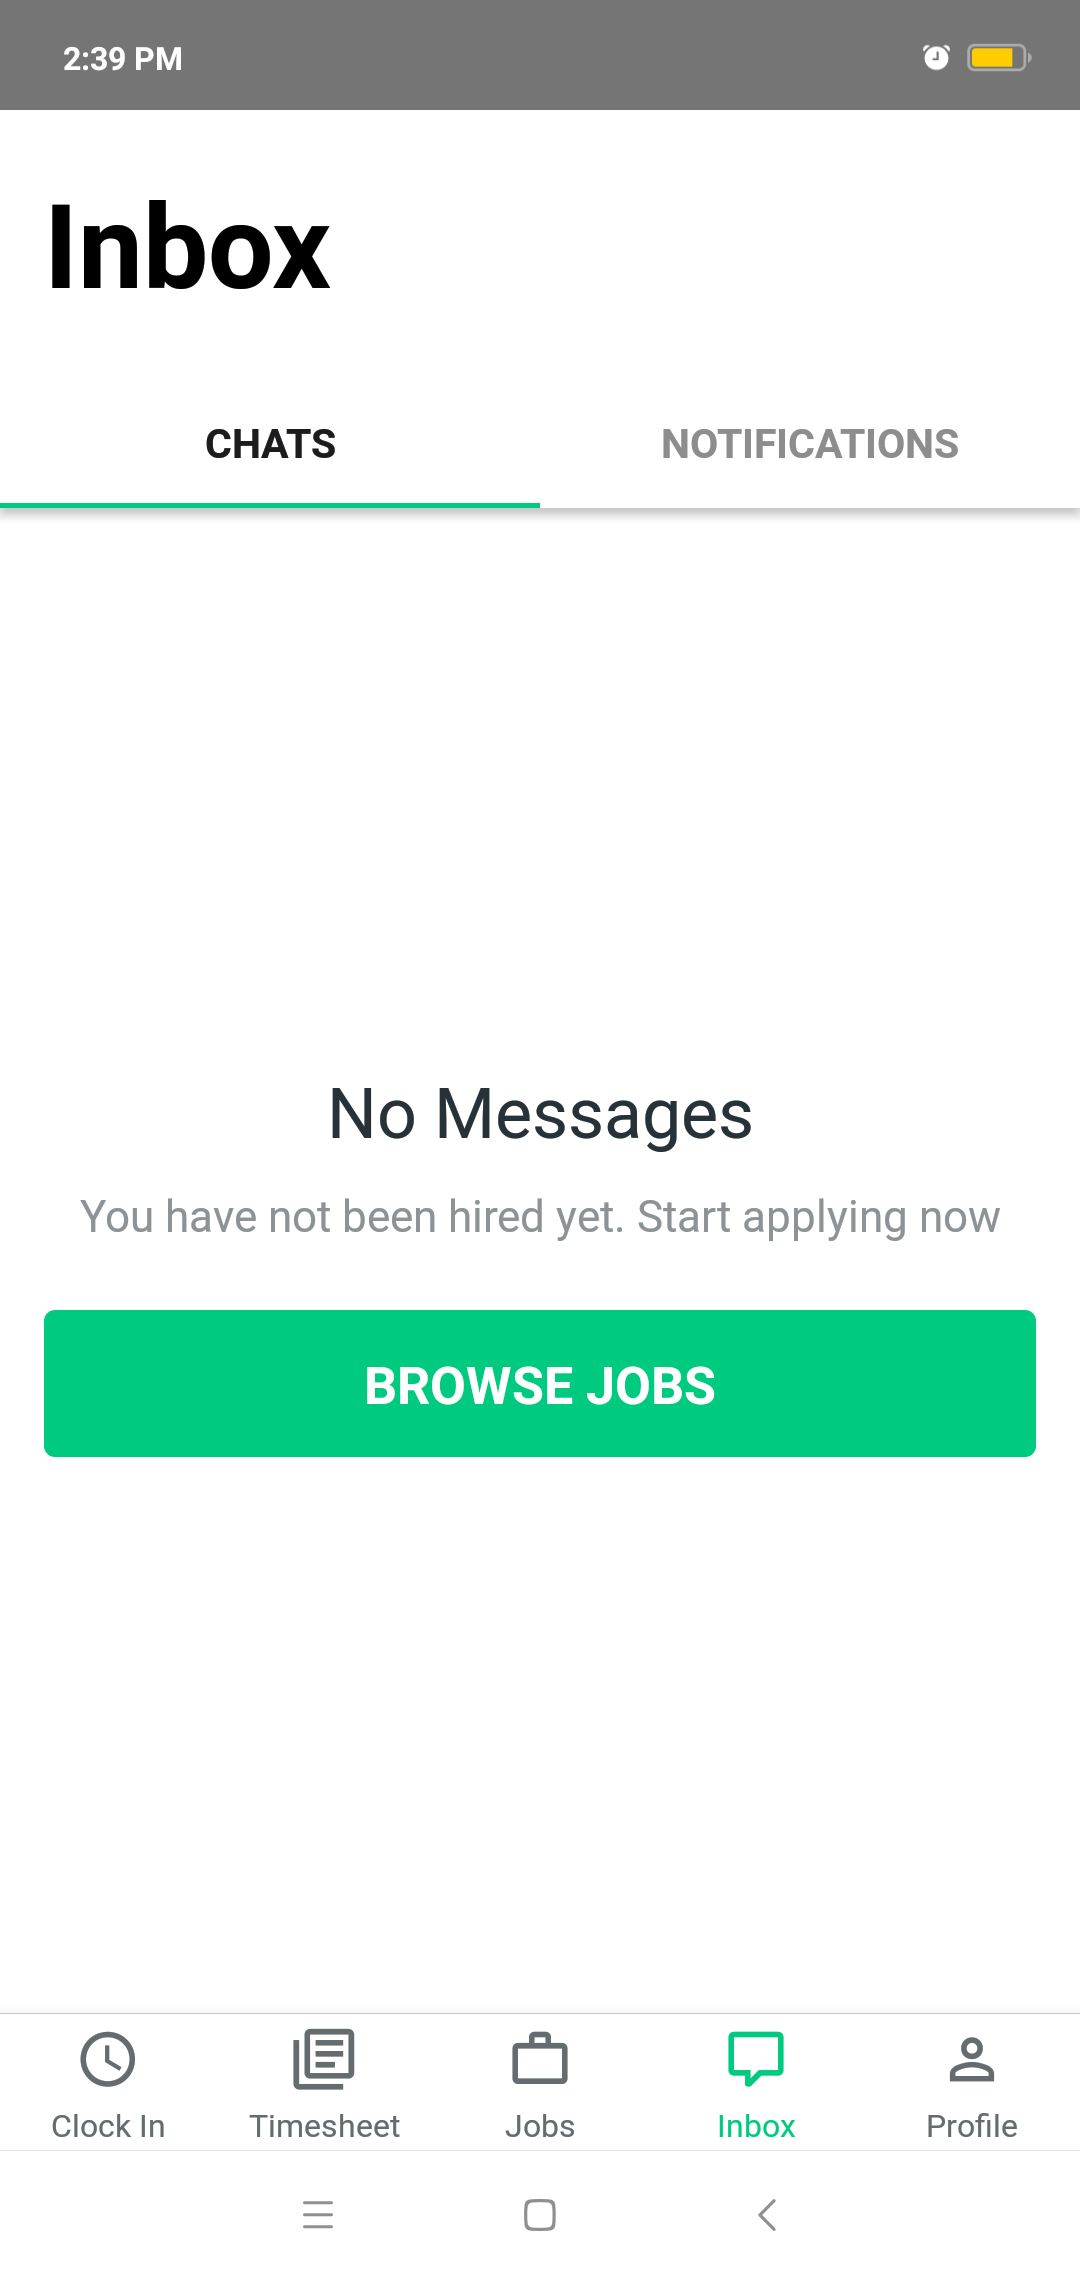 2:39 PM
Inbox
CHATS
NOTIFICATIONS
No Messages
You have not been hired yet. Start applying now
BROWSE JOBS
Clock In
Timesheet
Jobs
Inbox
Profile